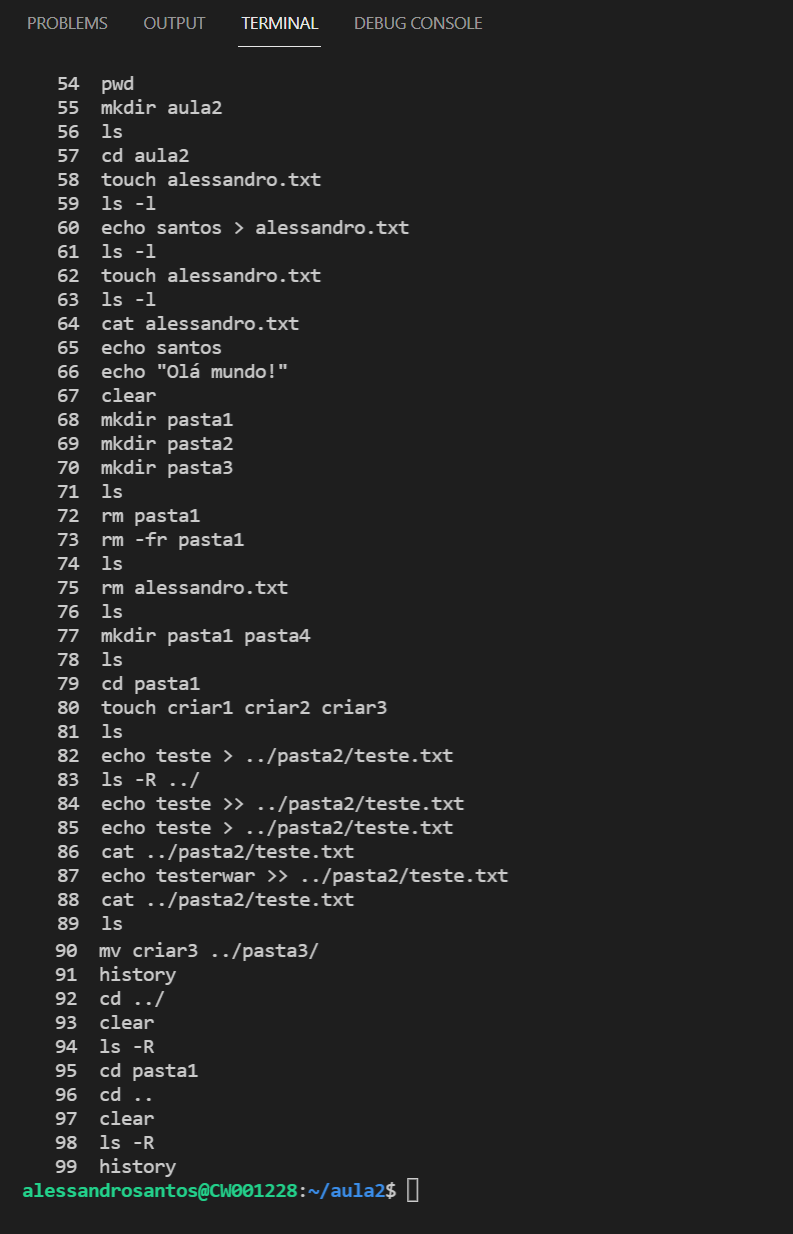 PROBLEMS OUTPUT TERMINAL DEBUG CONSOLE
54 pwd
55 mkdir aula2
56 ls
57 cd aula2
58 touch alessandro.txt
59 ls -l
60 echo santos > alessandro.txt
61 ls -l
62 touch alessandro.txt
63 ls -l
64 cat alessandro.txt
65 echo santos
66 echo "Olá mundo!"
67 clear
68 mkdir pasta1
69 mkdir pasta2
70 mkdir pasta3
71 ls
72 rm pasta1
73 rm -fr pasta1
74 ls
75 rm alessandro.txt
76 ls
77 mkdir pasta1 pasta4
78 ls
79 cd pasta1
80 touch criar1 criar2 criar3
81 ls
82 echo teste > ../pasta2/teste.txt
83 ls -R ../
84 echo teste >> ../pasta2/teste.txt
85 echo teste > ../pasta2/teste.txt
86 cat ../pasta2/teste.txt
87 echo testerwar >> ../pasta2/teste.txt
88 cat ../pasta2/teste.txt
89 ls
90 mv criar3 ../pasta3/
91 history
92 cd ../
93 clear
94 ls -R
95 cd pasta1
96 cd ..
97 clear
98 ls -R
99 history
alessandrosantos@CW001228:~/aula2$